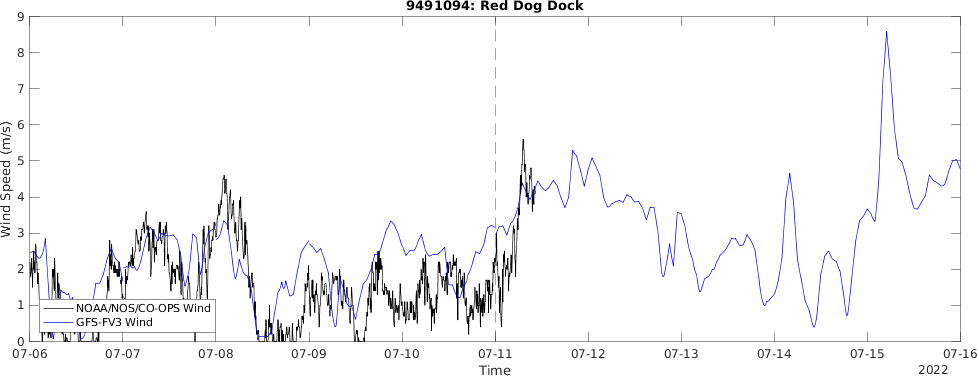 9491094: Red Dog Dock
Wind Speed (m/s)
9
8
7
6
5
4
3
2
1
0
NOAA/NOS/CO-OPS Wind
GFS-FV3 Wind
07-06 07-07 07-08 07-09 07-10 07-11 07-12 07-13 07-14 07-15 07-16
Time
2022